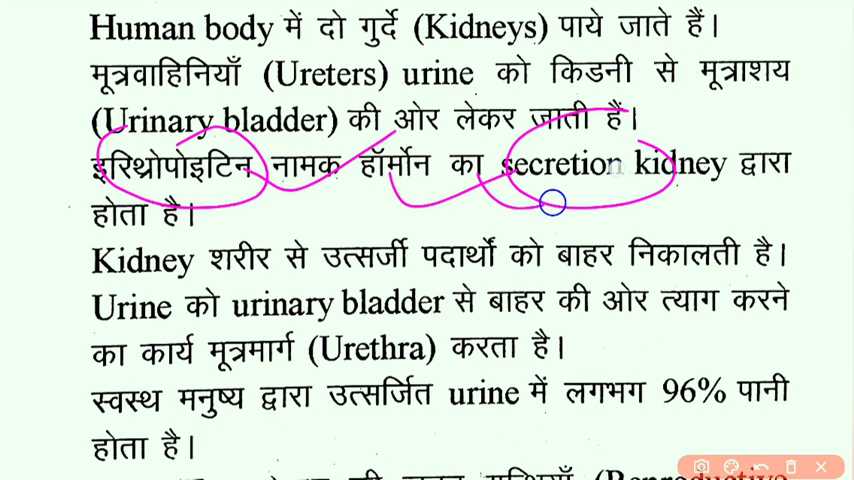 Human body में दो गुर्दे (Kidneys) पाये जाते हैं।
मूत्रवाहिनियाँ (Ureters) urine को किडनी से मूत्राशय
(Urinary bladder) की ओर लेकर जाती हैं।
इरिथ्रोपोइटिन नामक हॉर्मोन का secretion kidney द्वारा
होता है।
Kidney शरीर से उत्सर्जी पदार्थों को बाहर निकालती है।
Urine को urinary bladder से बाहर की ओर त्याग करने
का कार्य मूत्रमार्ग (Urethra) करता है।
स्वस्थ मनुष्य द्वारा उत्सर्जित urine में लगभग 96% पानी
होता है।
(Reproductive